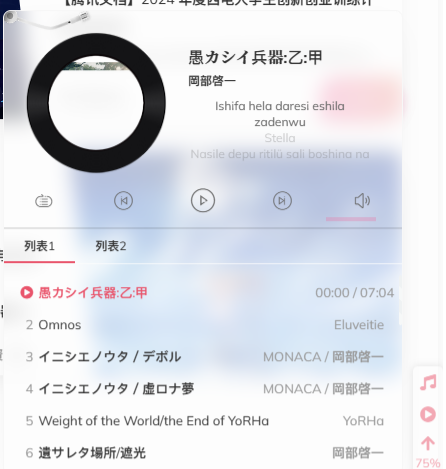 【腾讯文档】2024 年度西电大学生创新创业训练计
愚カシイ兵器:乙:甲
岡部啓一
Ishifa hela daresi eshila
zadenwu
Stella
Nasile depu ritilü sali boshina na
列表1 列表2
愚カシイ兵器:乙:甲 00:00 / 07:04
2 Omnos Eluveitie
3 イニシエノウタ / デボル MONACA / 岡部啓一
4 イニシエノウタ / 虚ロナ夢 MONACA / 岡部啓一
5 Weight of the World/the End of YoRHa YoRHa
6 遺サレタ場所/遮光 岡部啓一
75%